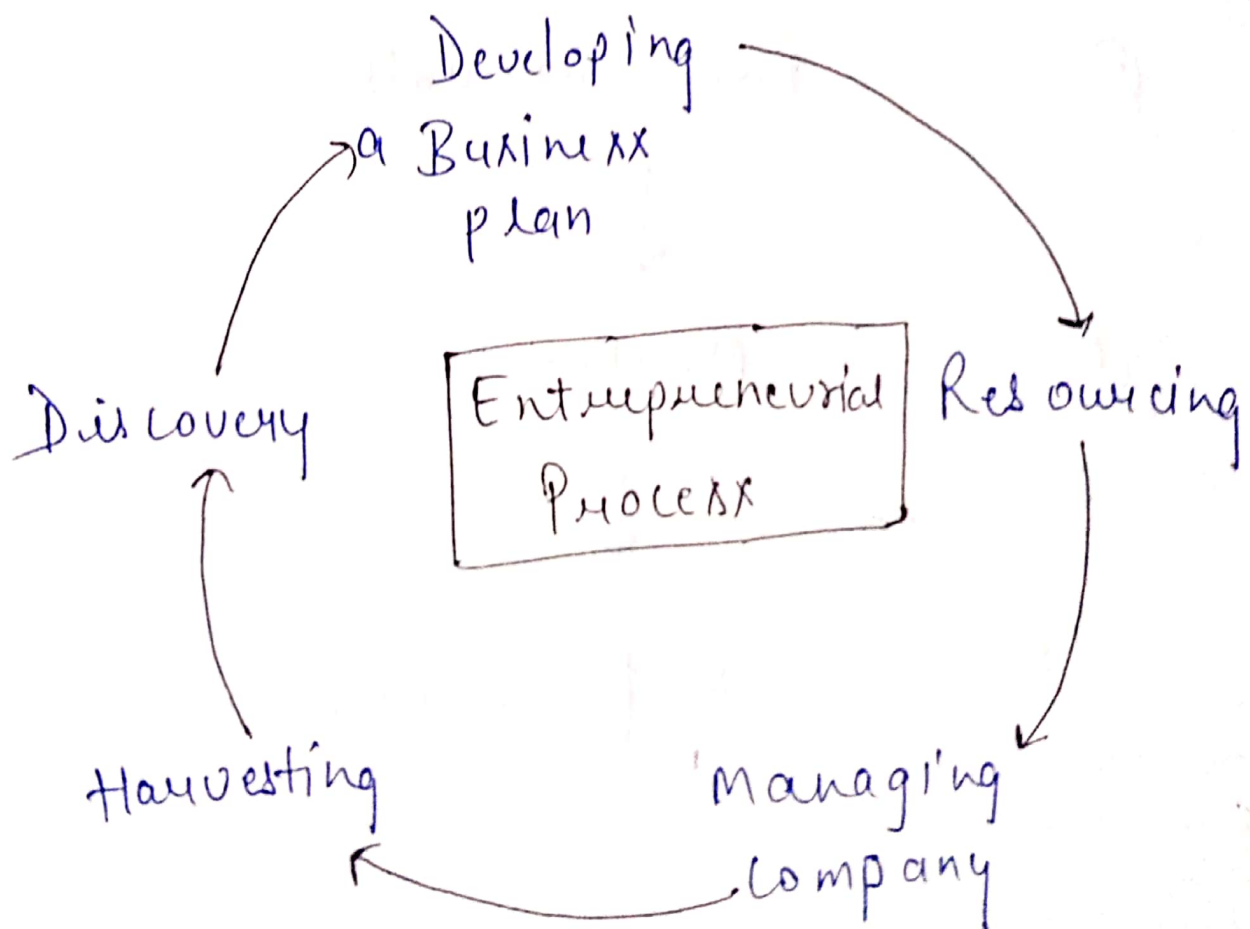 Developing
a Business
plan
Discovery
Entrepreneurial
Process
Resourcing
Harvesting
Managing
company